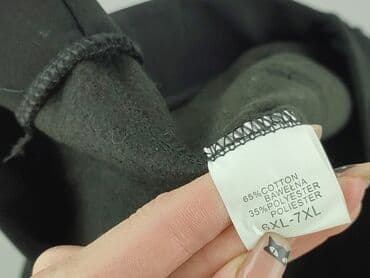 65%COTTON
BAWEŁNA
35%POLYESTER
POLIESTER
6XL-7XL